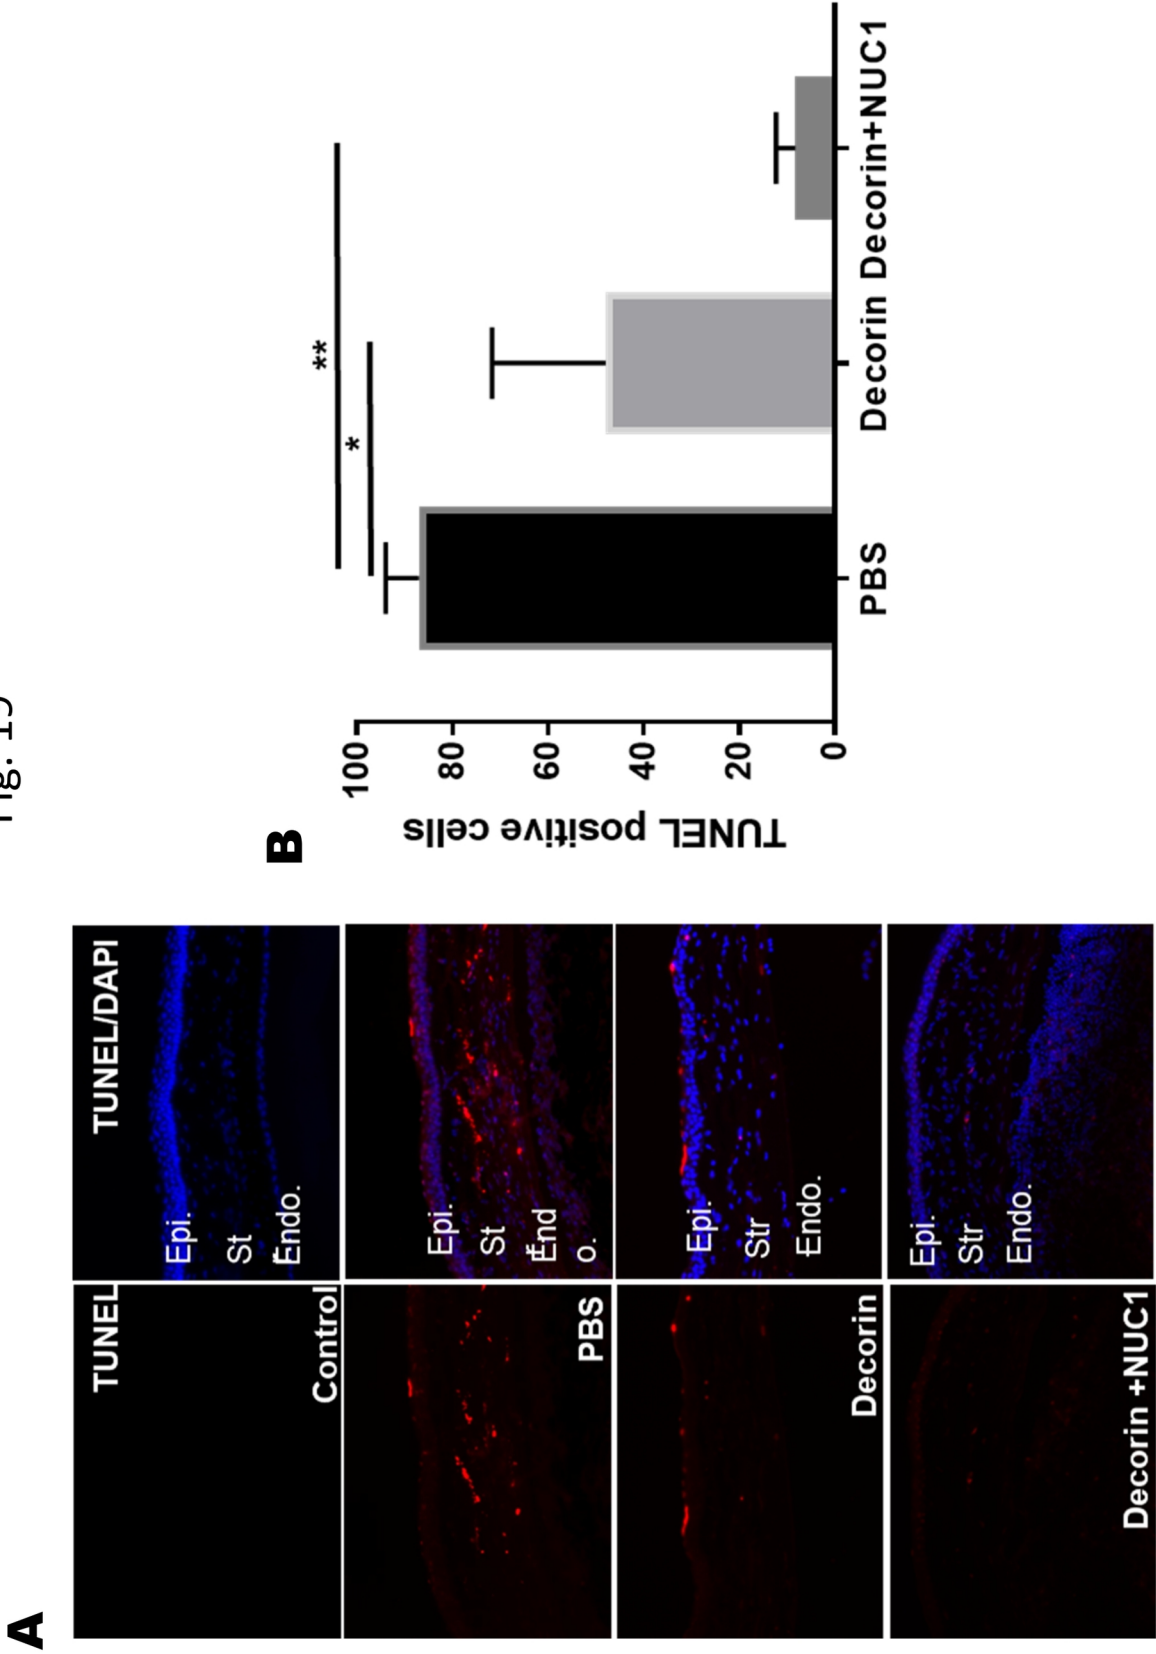 Fig.
A
TUNEL
TUNEL/DAPI
Epi.
St
Endo.
Control
Epi.
St
End
o.
PBS
Epi.
Str
Endo.
Decorin
Epi.
Str
Endo.
Decorin +NUC1
B
**
*
TUNEL positive cells
100
80
60
40
20
0
PBS
Decorin
Decorin+NUC1